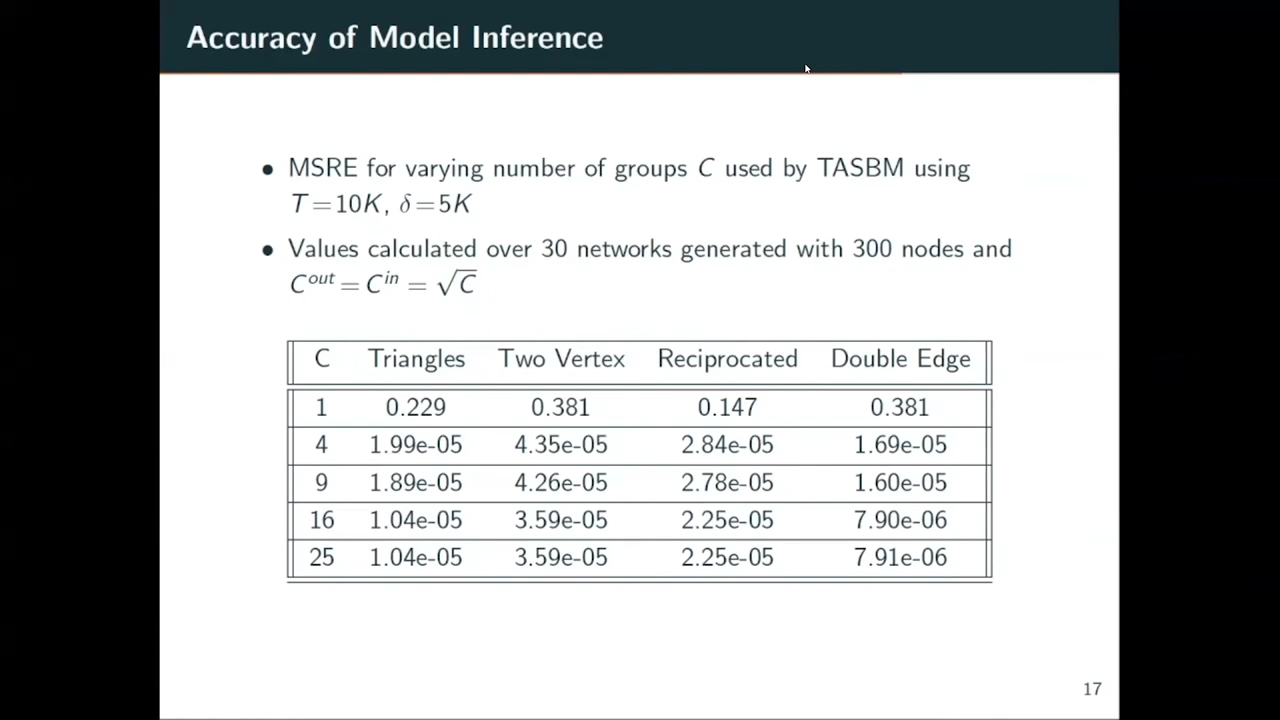 Accuracy of Model Inference
• MSRE for varying number of groups C used by TASBM using
T = 10K, δ = 5K
• Values calculated over 30 networks generated with 300 nodes and
C^out = C^in = √C
C Triangles Two Vertex Reciprocated Double Edge
1 0.229 0.381 0.147 0.381
4 1.99e-05 4.35e-05 2.84e-05 1.69e-05
9 1.89e-05 4.26e-05 2.78e-05 1.60e-05
16 1.04e-05 3.59e-05 2.25e-05 7.90e-06
25 1.04e-05 3.59e-05 2.25e-05 7.91e-06
17